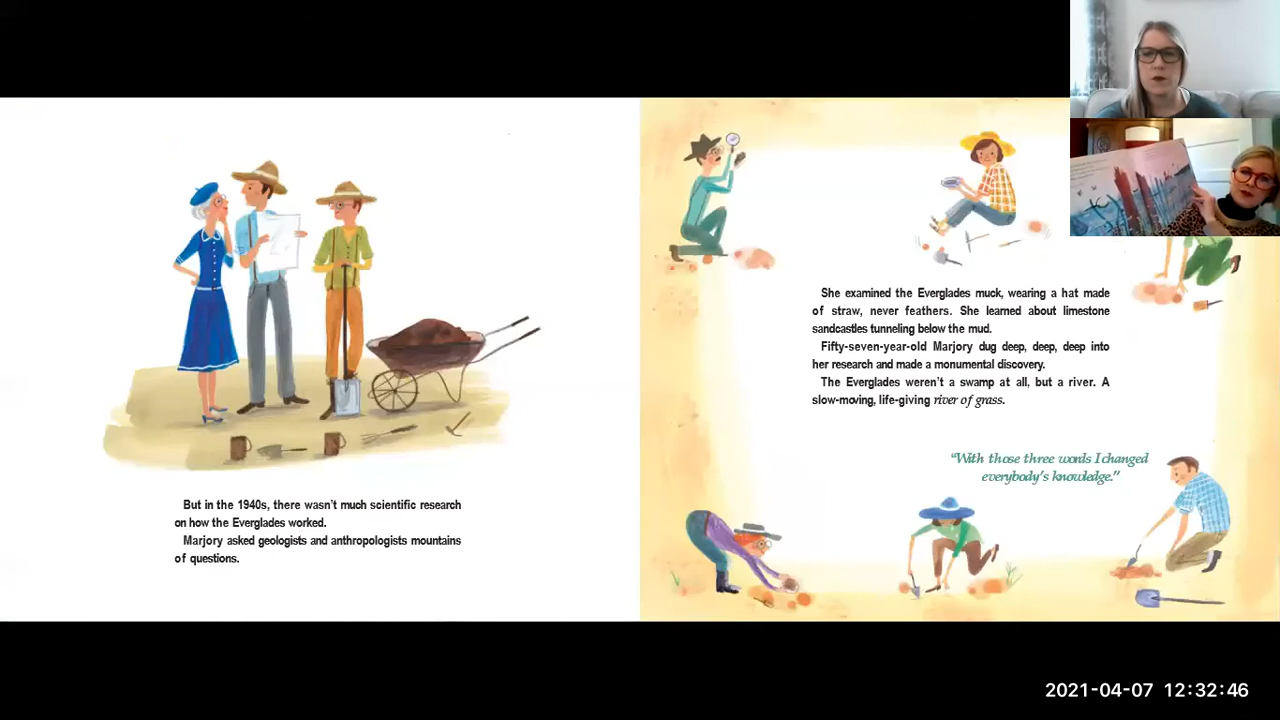 But in the 1940s, there wasn't much scientific research
on how the Everglades worked.
Marjory asked geologists and anthropologists mountains
of questions.
She examined the Everglades muck, wearing a hat made
of straw, never feathers. She learned about limestone
sandcastles tunneling below the mud.
Fifty-seven-year-old Marjory dug deep, deep, deep into
her research and made a monumental discovery.
The Everglades weren't a swamp at all, but a river. A
slow-moving, life-giving river of grass.
"With those three words I changed
everybody's knowledge."
2021-04-07 12:32:46